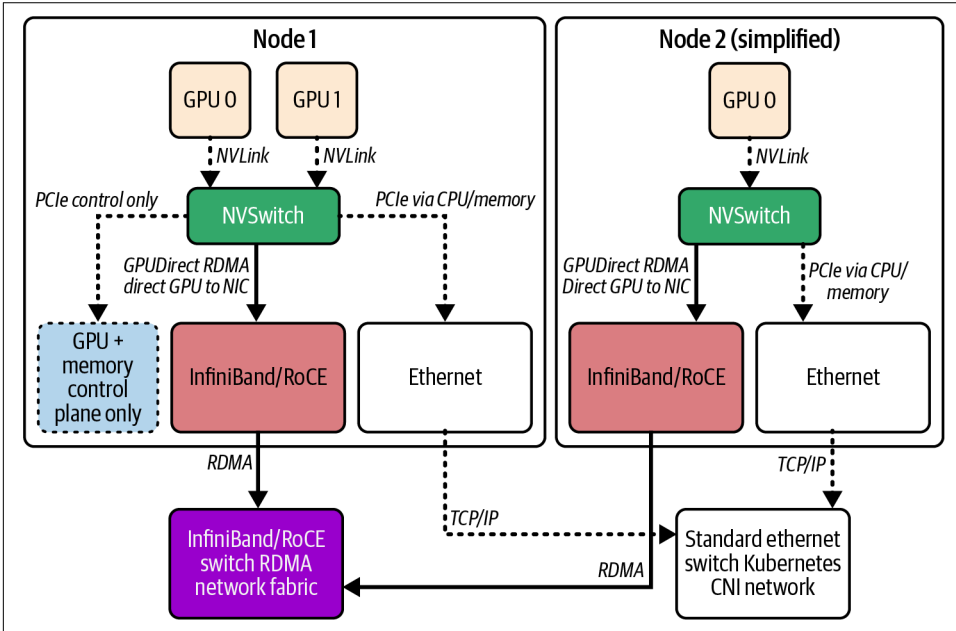 Node 1
Node 2 (simplified)
GPU 0
GPU 1
GPU 0
NVLink
NVLink
NVLink
PCIe control only
NVSwitch
PCIe via CPU/memory
NVSwitch
GPUDirect RDMA
direct GPU to NIC
GPUDirect RDMA
Direct GPU to NIC
PCIe via CPU/
memory
GPU +
memory
control
plane only
InfiniBand/RoCE
Ethernet
InfiniBand/RoCE
Ethernet
RDMA
TCP/IP
TCP/IP
InfiniBand/RoCE
switch RDMA
network fabric
RDMA
Standard ethernet
switch Kubernetes
CNI network